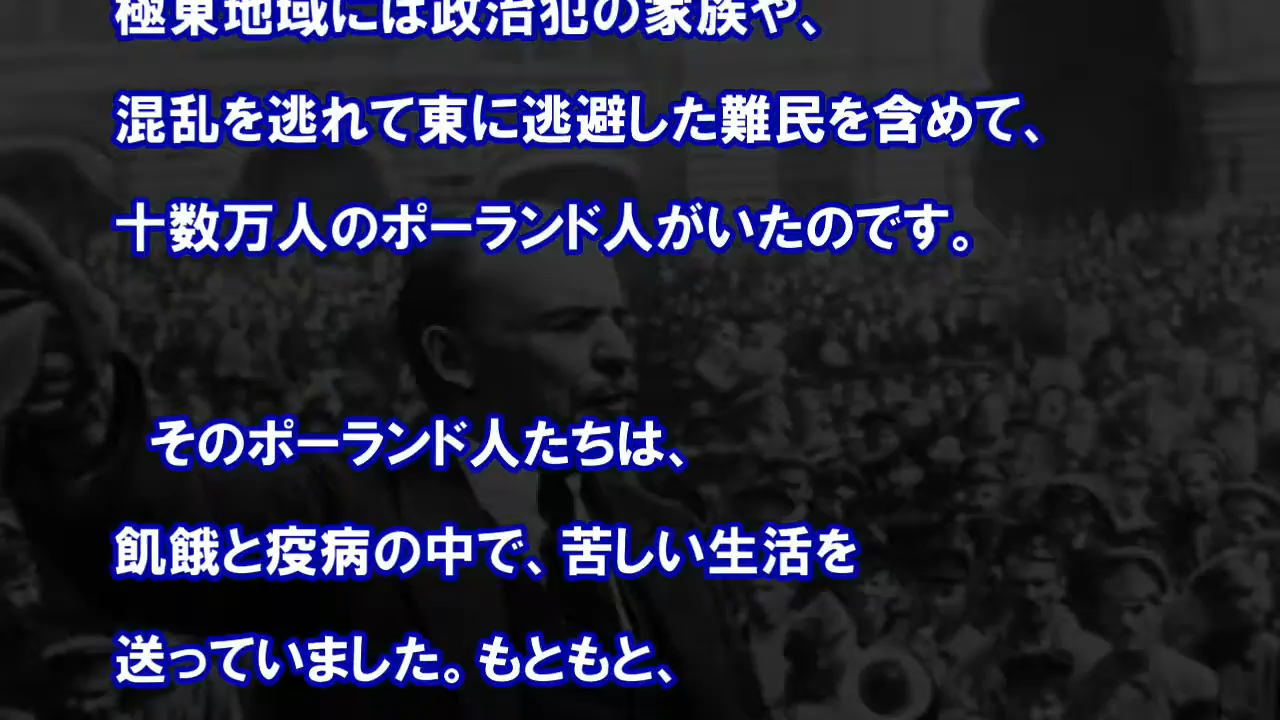 極東地域には政治犯の家族や、
混乱を逃れて東に逃避した難民を含めて、
十数万人のポーランド人がいたのです。
そのポーランド人たちは、
飢餓と疫病の中で、苦しい生活を
送っていました。もともと、